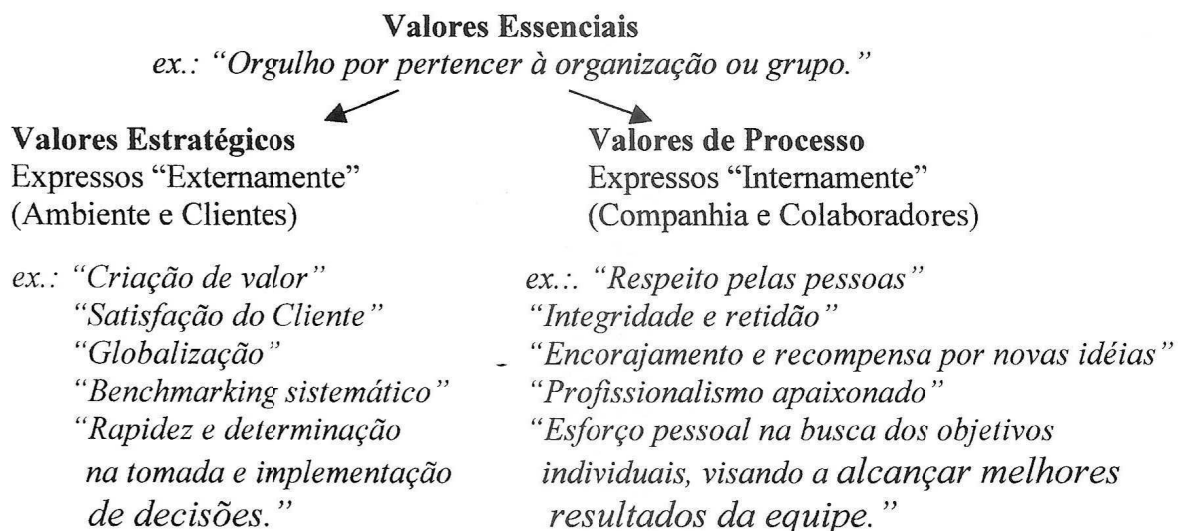 Valores Essenciais
ex.: “Orgulho por pertencer à organização ou grupo.”
Valores Estratégicos
Expressos “Externamente”
(Ambiente e Clientes)
ex.: “Criação de valor”
“Satisfação do Cliente”
“Globalização”
“Benchmarking sistemático”
“Rapidez e determinação
na tomada e implementação
de decisões.”
Valores de Processo
Expressos “Internamente”
(Companhia e Colaboradores)
ex.:. “Respeito pelas pessoas”
“Integridade e retidão”
“Encorajamento e recompensa por novas idéias”
“Profissionalismo apaixonado”
“Esforço pessoal na busca dos objetivos
individuais, visando a alcançar melhores
resultados da equipe.”